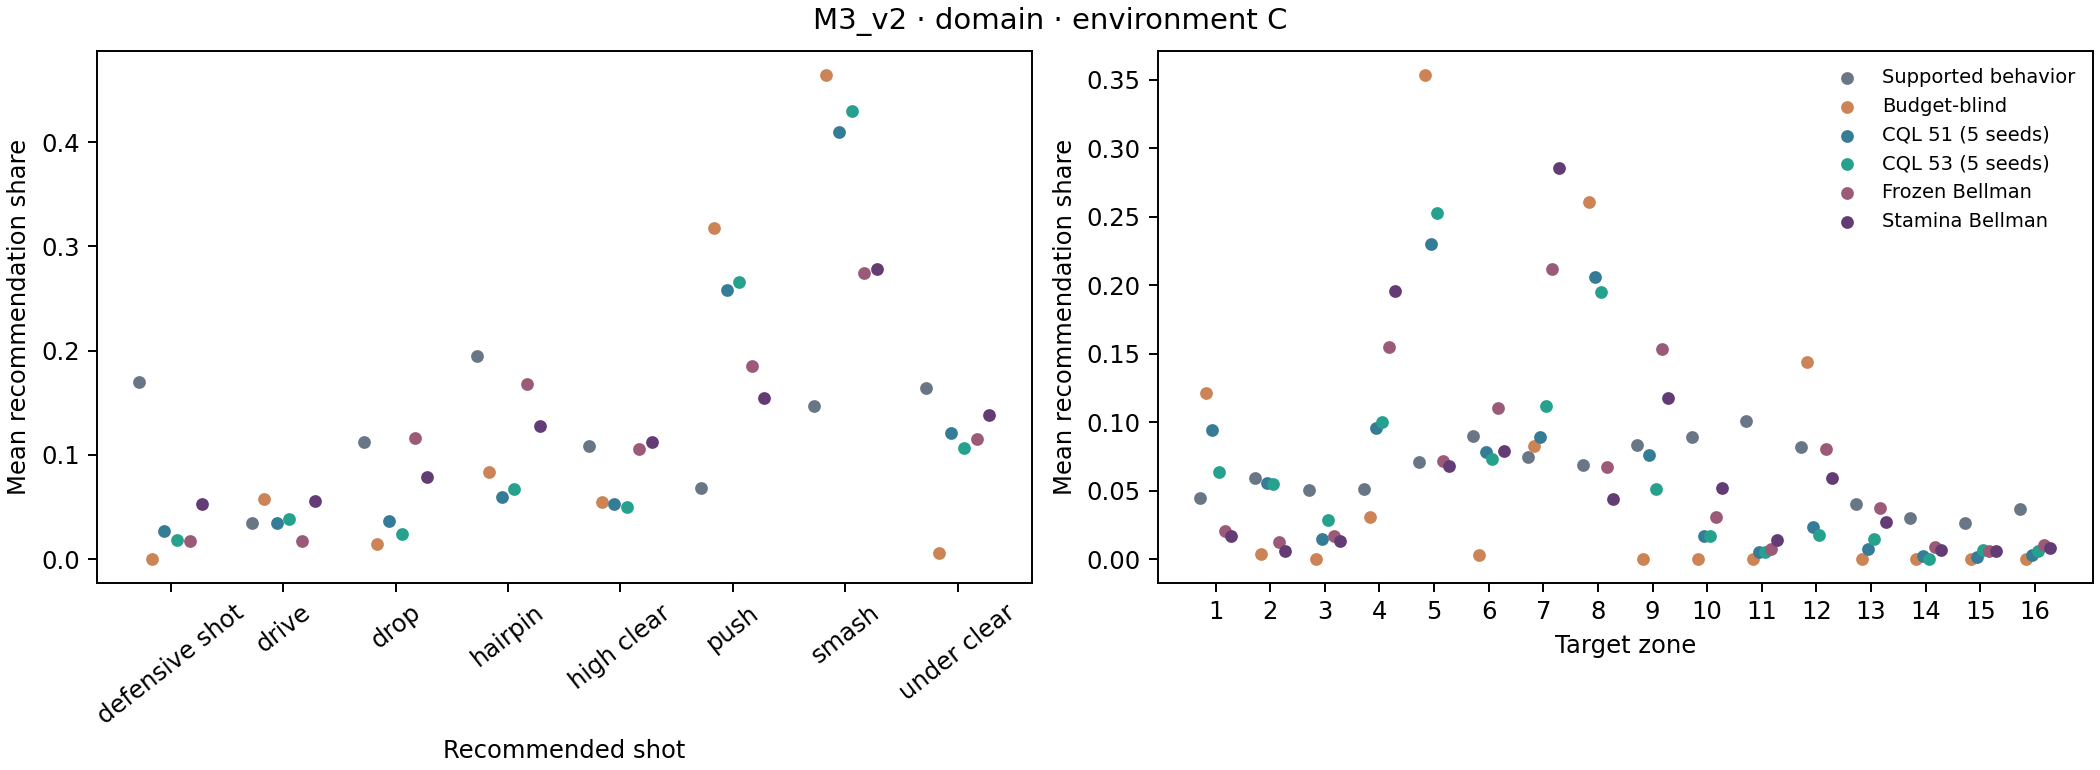 M3_v2 · domain · environment C
Mean recommendation share
0.4
0.3
0.2
0.1
0.0
defensive shot
drive
drop
hairpin
high clear
push
smash
under clear
Recommended shot
Mean recommendation share
0.35
0.30
0.25
0.20
0.15
0.10
0.05
0.00
1 2 3 4 5 6 7 8 9 10 11 12 13 14 15 16
Target zone
Supported behavior
Budget-blind
CQL 51 (5 seeds)
CQL 53 (5 seeds)
Frozen Bellman
Stamina Bellman